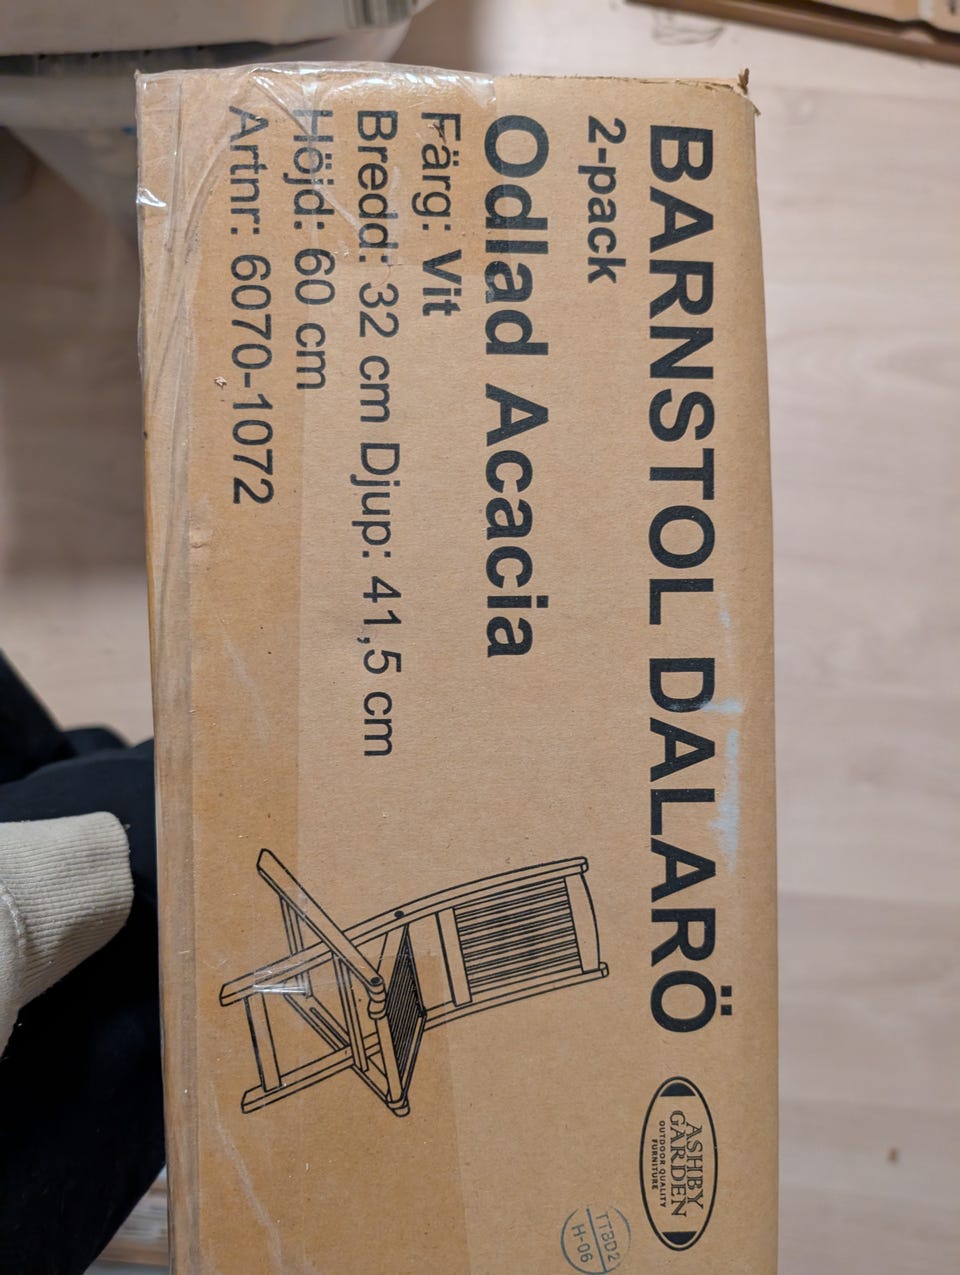 BARNSTOL DALARÖ
2-pack
Odlad Acacia
Färg: Vit
Bredd: 32 cm Djup: 41,5 cm
Höjd: 60 cm
Artnr: 6070-1072
ASHBY
GARDEN
OUTDOOR QUALITY
FURNITURE
TTBD2
H-06